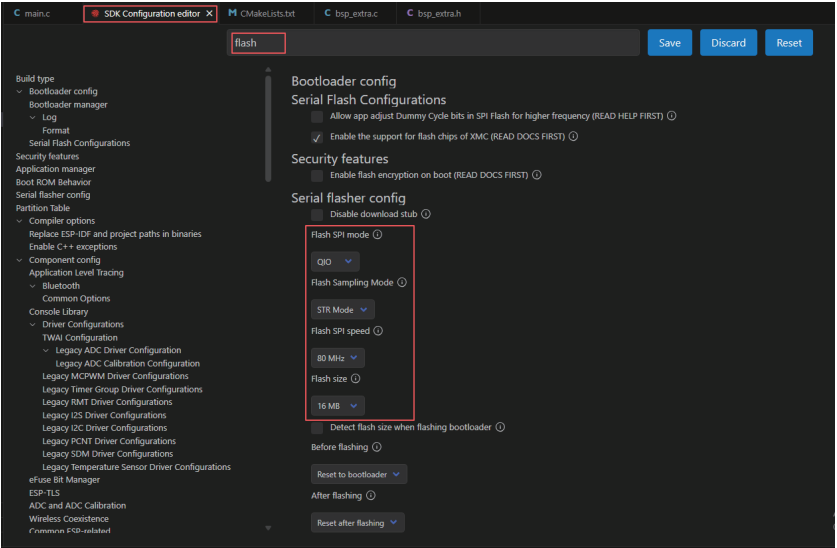 main.c
SDK Configuration editor
CMakeLists.txt
bsp_extra.c
bsp_extra.h
flash
Save
Discard
Reset
Build type
Bootloader config
Bootloader manager
Log
Format
Serial Flash Configurations
Security features
Application manager
Boot ROM Behavior
Serial flasher config
Partition Table
Compiler options
Replace ESP-IDF and project paths in binaries
Enable C++ exceptions
Component config
Application Level Tracing
Bluetooth
Common Options
Console Library
Driver Configurations
TWAI Configuration
Legacy ADC Driver Configuration
Legacy ADC Calibration Configuration
Legacy MCPWM Driver Configurations
Legacy Timer Group Driver Configurations
Legacy RMT Driver Configurations
Legacy I2S Driver Configurations
Legacy I2C Driver Configurations
Legacy PCNT Driver Configurations
Legacy SDM Driver Configurations
Legacy Temperature Sensor Driver Configurations
eFuse Bit Manager
ESP-TLS
ADC and ADC Calibration
Wireless Coexistence
Common ESP-related
Bootloader config
Serial Flash Configurations
Allow app adjust Dummy Cycle bits in SPI Flash for higher frequency (READ HELP FIRST)
Enable the support for flash chips of XMC (READ DOCS FIRST)
Security features
Enable flash encryption on boot (READ DOCS FIRST)
Serial flasher config
Disable download stub
Flash SPI mode
QIO
Flash Sampling Mode
STR Mode
Flash SPI speed
80 MHz
Flash size
16 MB
Detect flash size when flashing bootloader
Before flashing
Reset to bootloader
After flashing
Reset after flashing